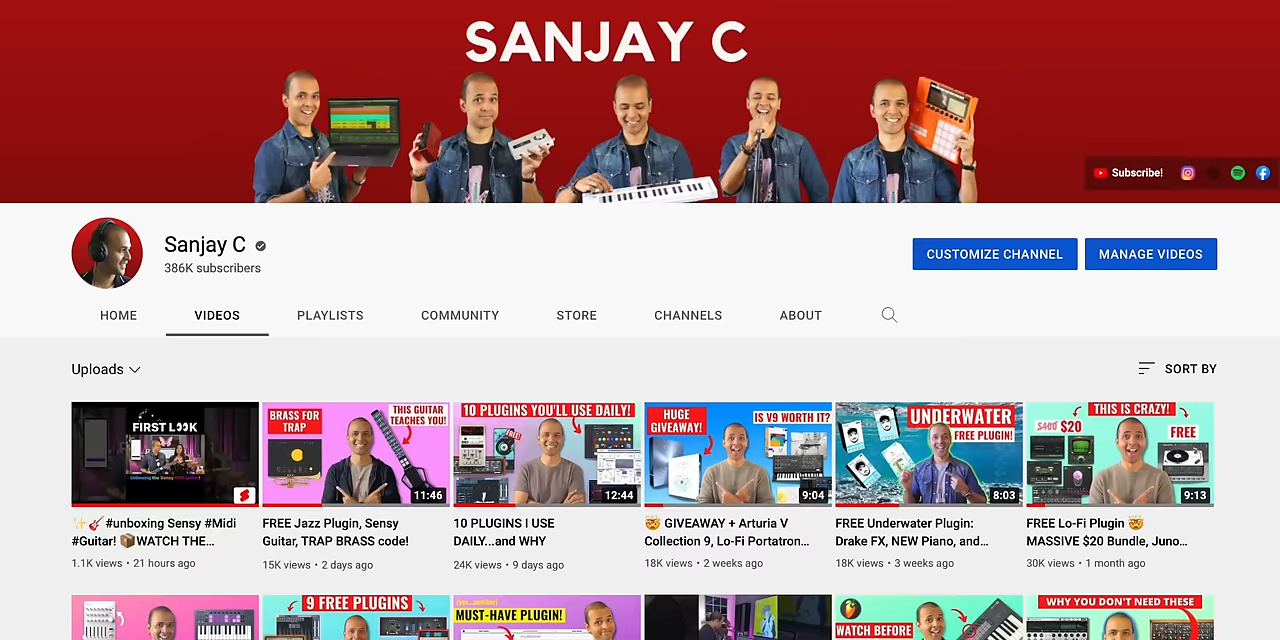 SANJAY C
Subscribe!
Sanjay C
386K subscribers
CUSTOMIZE CHANNEL
MANAGE VIDEOS
HOME
VIDEOS
PLAYLISTS
COMMUNITY
STORE
CHANNELS
ABOUT
Uploads
SORT BY
FIRST
Unboxing the Sensy
BRASS FOR
TRAP
THIS GUITAR
TEACHES YOU!
11:46
10 PLUGINS YOU'LL USE DAILY!
FREE
12:44
HUGE
GIVEAWAY!
IS V9 WORTH IT?
9:04
UNDERWATER
FREE PLUGIN!
8:03
THIS IS CRAZY!
$400 $20
FREE
9:13
✨🎸 #unboxing Sensy #Midi
#Guitar! 📦WATCH THE...
1.1K views • 21 hours ago
FREE Jazz Plugin, Sensy
Guitar, TRAP BRASS code!
15K views • 2 days ago
10 PLUGINS I USE
DAILY...and WHY
24K views • 9 days ago
🤯 GIVEAWAY + Arturia V
Collection 9, Lo-Fi Portatron...
18K views • 2 weeks ago
FREE Underwater Plugin:
Drake FX, NEW Piano, and...
18K views • 3 weeks ago
FREE Lo-Fi Plugin 🤯
MASSIVE $20 Bundle, Juno...
30K views • 1 month ago
9 FREE PLUGINS
(yes...another)
MUST-HAVE PLUGIN!
WATCH BEFORE
WHY YOU DON'T NEED THESE